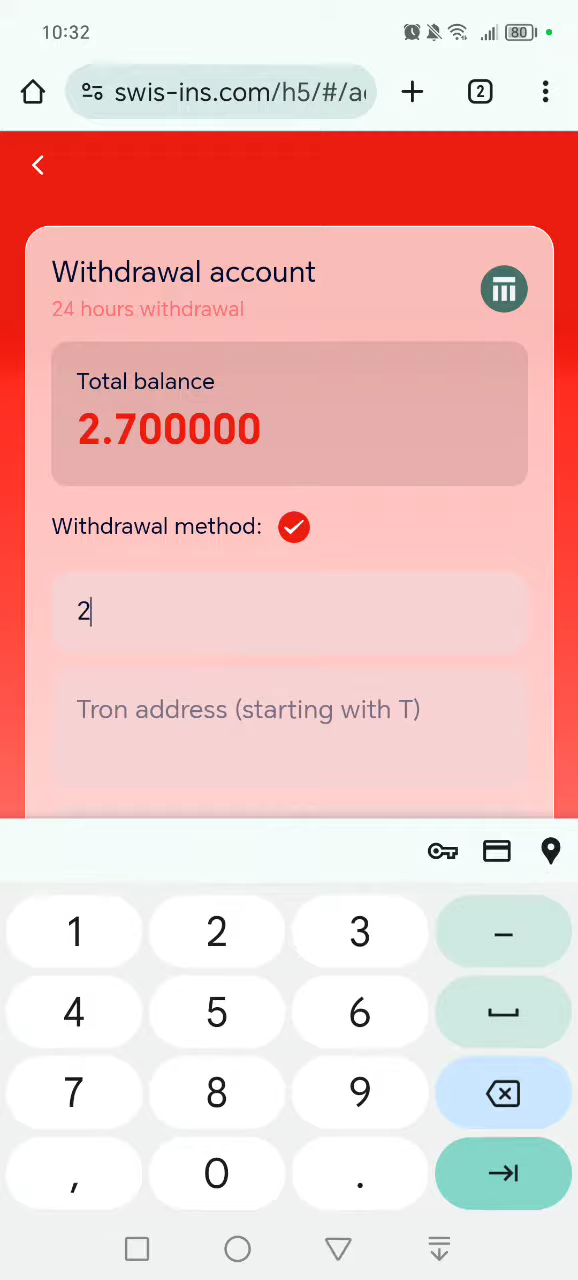 10:32
80
swis-ins.com/h5/#/a
2
Withdrawal account
24 hours withdrawal
Total balance
2.700000
Withdrawal method:
2
Tron address (starting with T)
1 2 3 –
4 5 6
7 8 9
, 0 .